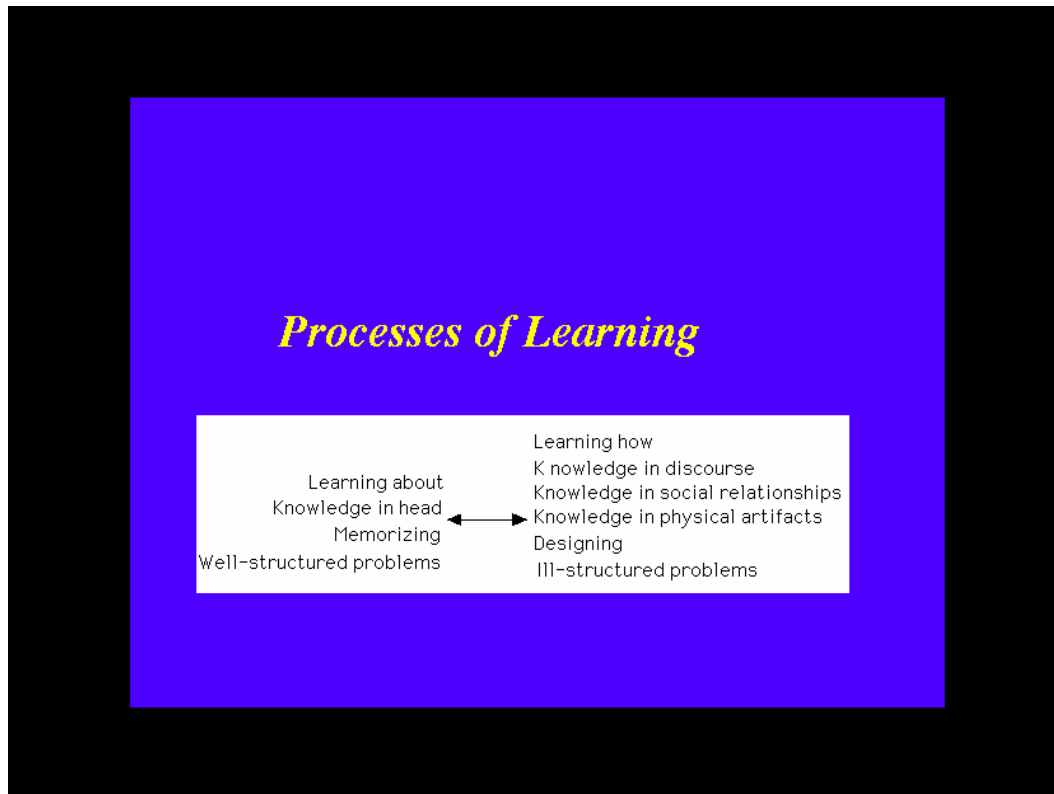 Processes of Learning
Learning about
Knowledge in head
Memorizing
Well-structured problems
Learning how
K nowledge in discourse
Knowledge in social relationships
Knowledge in physical artifacts
Designing
Ill-structured problems